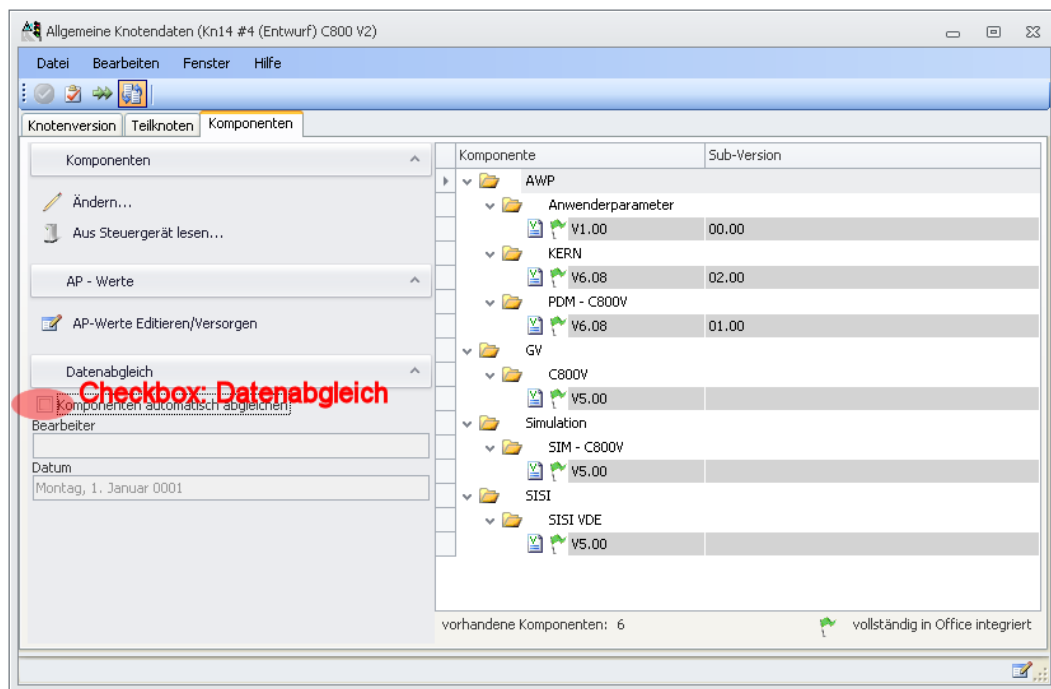 Allgemeine Knotendaten (Kn14 #4 (Entwurf) C800 V2)
Datei Bearbeiten Fenster Hilfe
Knotenversion Teilknoten Komponenten
Komponenten
Ändern...
Aus Steuergerät lesen...
AP - Werte
AP-Werte Editieren/Versorgen
Datenabgleich
Checkbox: Datenabgleich
Komponenten automatisch abgleichen
Bearbeiter
Datum
Montag, 1. Januar 0001
Komponente Sub-Version
AWP
Anwenderparameter
V1.00 00.00
KERN
V6.08 02.00
PDM - C800V
V6.08 01.00
GV
C800V
V5.00
Simulation
SIM - C800V
V5.00
SISI
SISI VDE
V5.00
vorhandene Komponenten: 6 vollständig in Office integriert